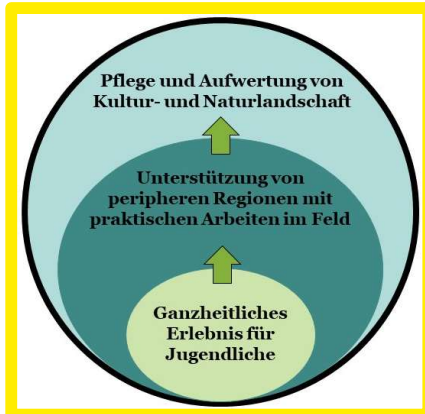 Pflege und Aufwertung von
Kultur- und Naturlandschaft
Unterstützung von
peripheren Regionen mit
praktischen Arbeiten im Feld
Ganzheitliches
Erlebnis für
Jugendliche